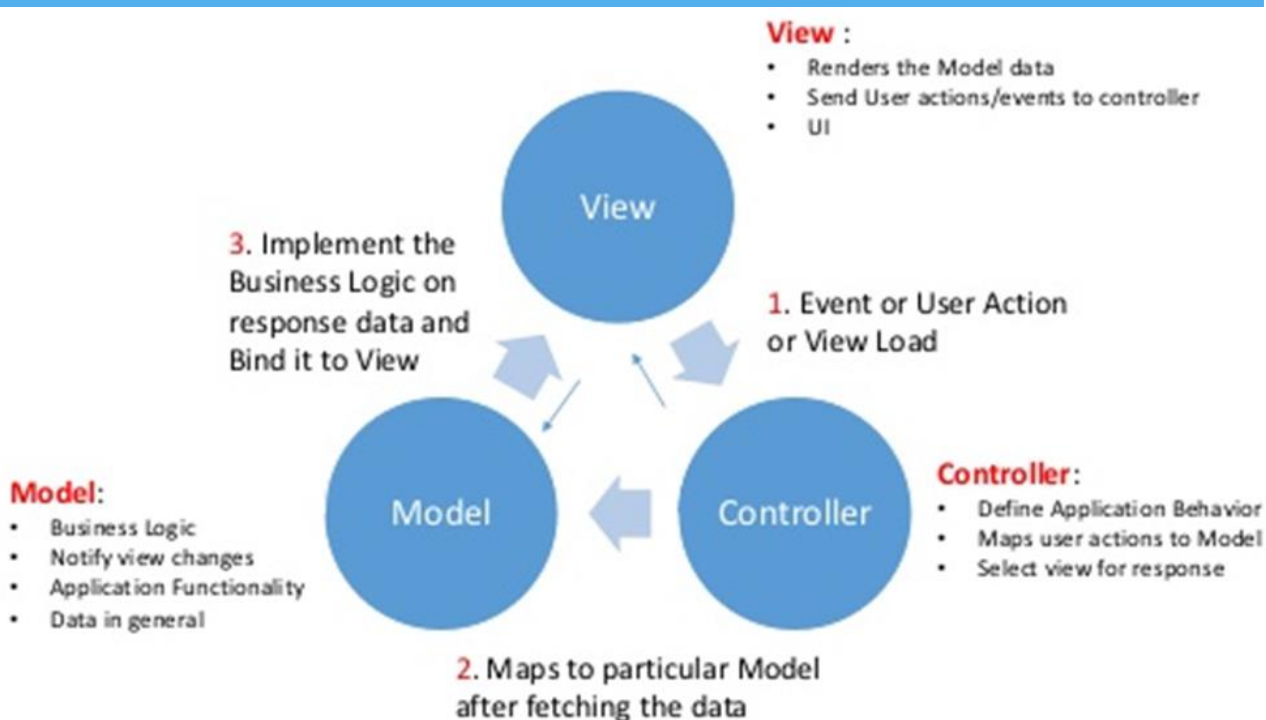 View :
• Renders the Model data
• Send User actions/events to controller
• UI
View
3. Implement the
Business Logic on
response data and
Bind it to View
1. Event or User Action
or View Load
Model:
• Business Logic
• Notify view changes
• Application Functionality
• Data in general
Model
Controller
Controller:
• Define Application Behavior
• Maps user actions to Model
• Select view for response
2. Maps to particular Model
after fetching the data